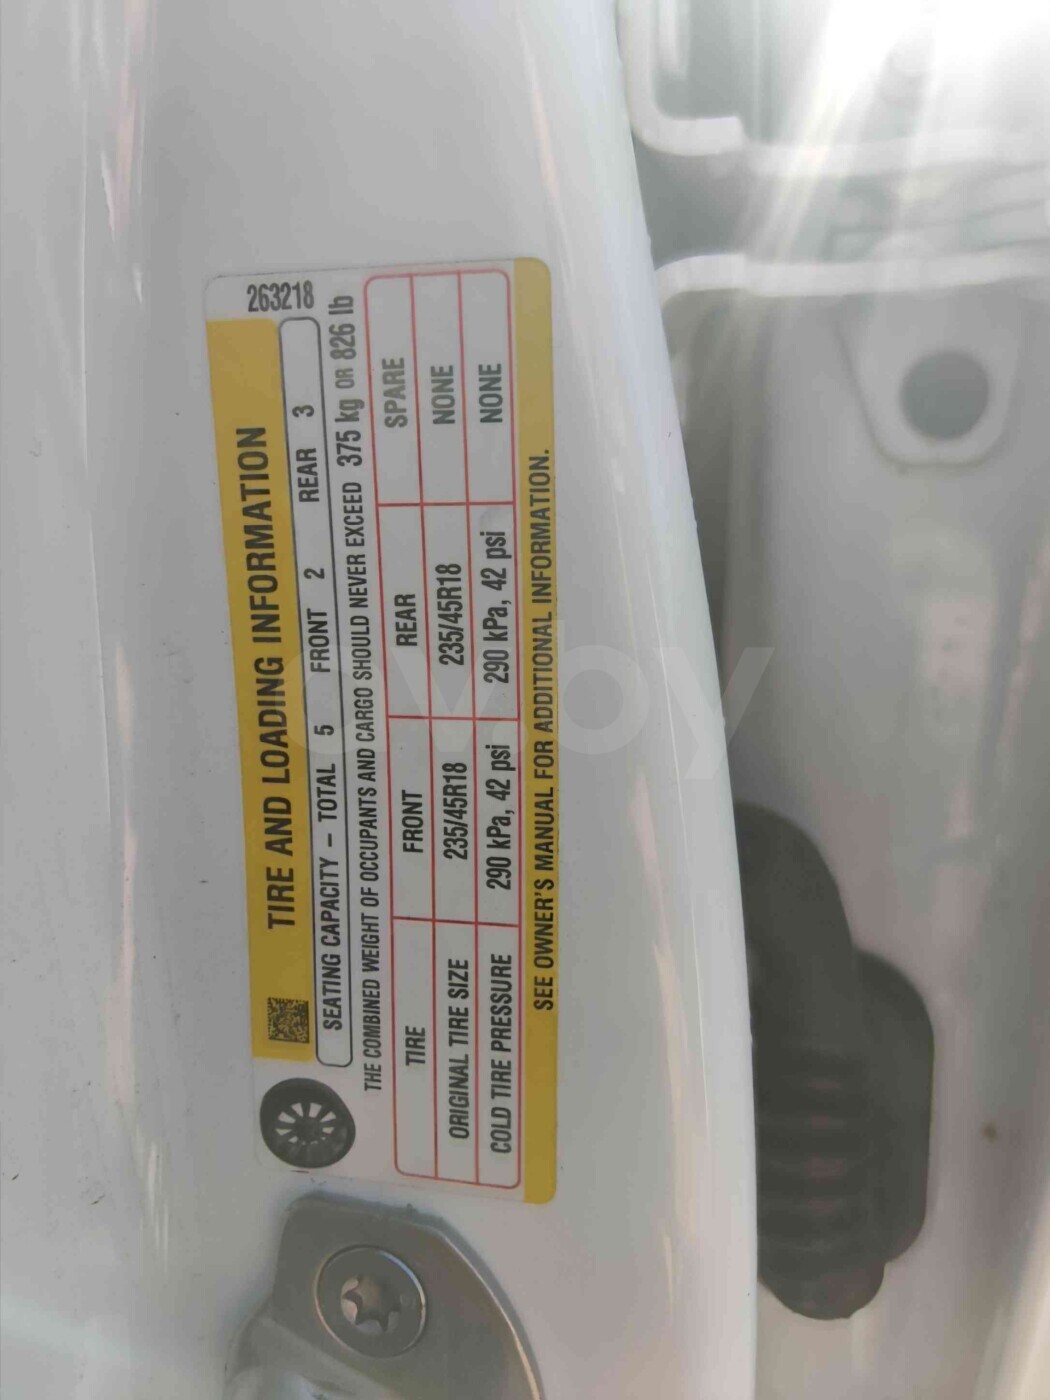 263218
TIRE AND LOADING INFORMATION
SEATING CAPACITY – TOTAL 5 FRONT 2 REAR 3
THE COMBINED WEIGHT OF OCCUPANTS AND CARGO SHOULD NEVER EXCEED 375 kg OR 826 lb
TIRE FRONT REAR SPARE
ORIGINAL TIRE SIZE 235/45R18 235/45R18 NONE
COLD TIRE PRESSURE 290 kPa, 42 psi 290 kPa, 42 psi NONE
SEE OWNER'S MANUAL FOR ADDITIONAL INFORMATION.
av.by